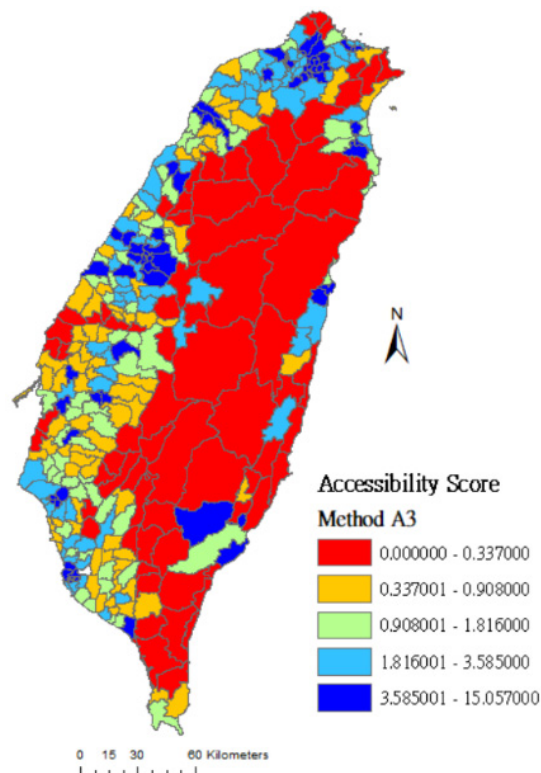 N
Accessibility Score
Method A3
0.000000 - 0.337000
0.337001 - 0.908000
0.908001 - 1.816000
1.816001 - 3.585000
3.585001 - 15.057000
0 15 30 60 Kilometers